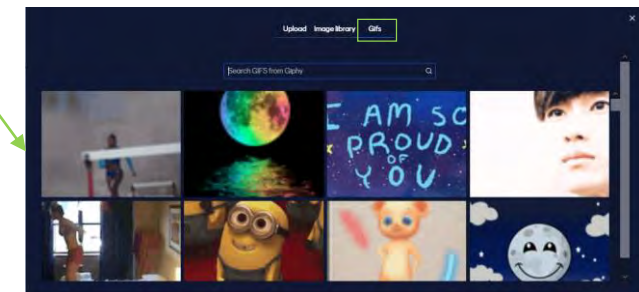 Upload Image library Gifs
Search GIFS from Giphy
I AM SO
PROUD
OF
YOU